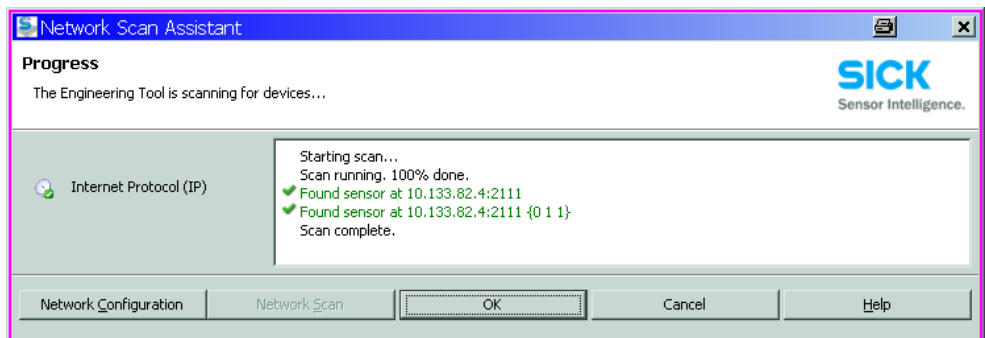 Network Scan Assistant
Progress
The Engineering Tool is scanning for devices...
SICK
Sensor Intelligence.
Internet Protocol (IP)
Starting scan...
Scan running. 100% done.
Found sensor at 10.133.82.4:2111
Found sensor at 10.133.82.4:2111 {0 1 1}
Scan complete.
Network Configuration
Network Scan
OK
Cancel
Help